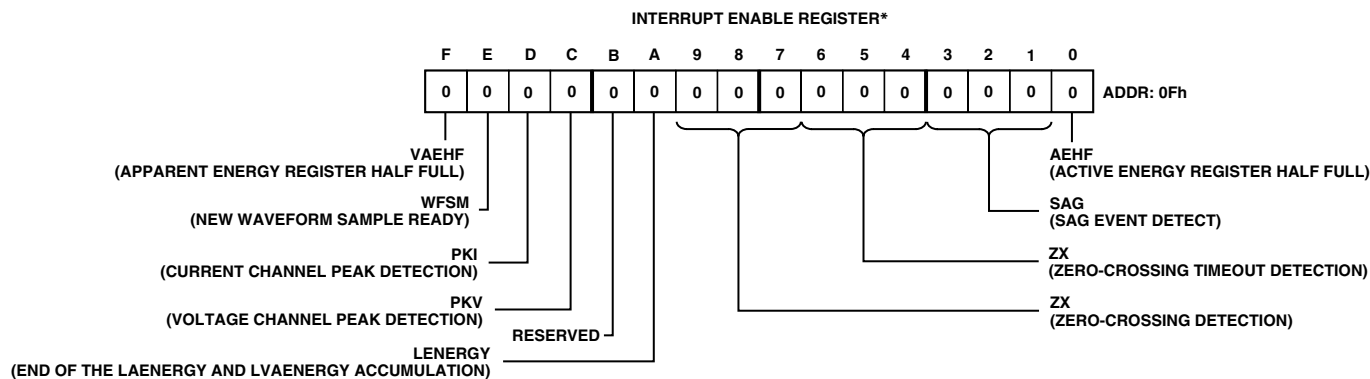 INTERRUPT ENABLE REGISTER*
F E D C B A 9 8 7 6 5 4 3 2 1 0
0 0 0 0 0 0 0 0 0 0 0 0 0 0 0 0 ADDR: 0Fh
VAEHF
(APPARENT ENERGY REGISTER HALF FULL)
WFSM
(NEW WAVEFORM SAMPLE READY)
PKI
(CURRENT CHANNEL PEAK DETECTION)
PKV
(VOLTAGE CHANNEL PEAK DETECTION)
RESERVED
LENERGY
(END OF THE LAENERGY AND LVAENERGY ACCUMULATION)
AEHF
(ACTIVE ENERGY REGISTER HALF FULL)
SAG
(SAG EVENT DETECT)
ZX
(ZERO-CROSSING TIMEOUT DETECTION)
ZX
(ZERO-CROSSING DETECTION)